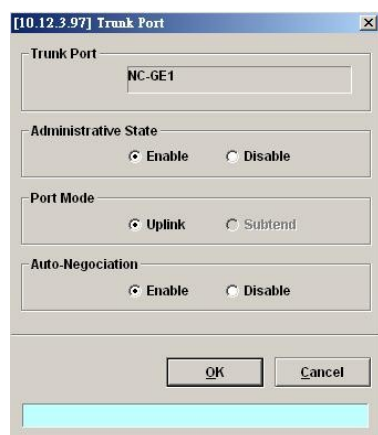 [10.12.3.97] Trunk Port
Trunk Port
NC-GE1
Administrative State
Enable Disable
Port Mode
Uplink Subtend
Auto-Negociation
Enable Disable
OK Cancel